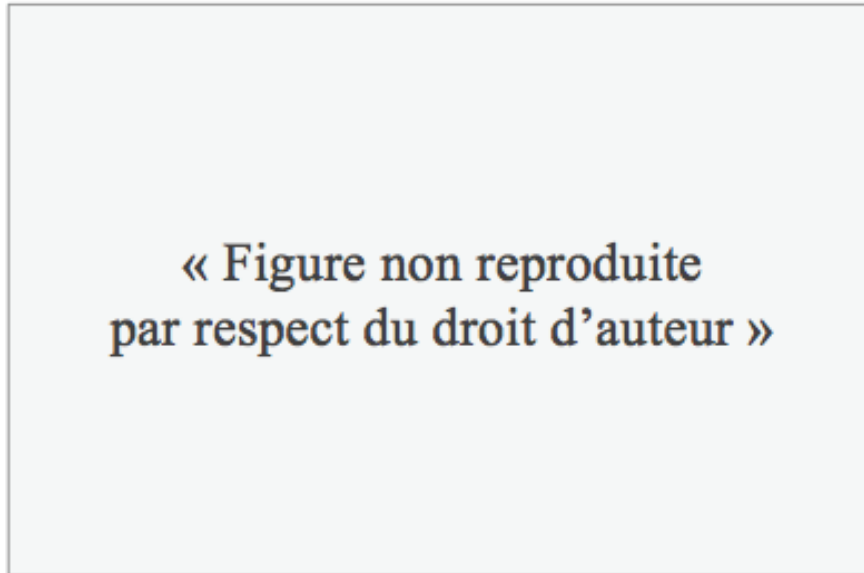 « Figure non reproduite
par respect du droit d’auteur »